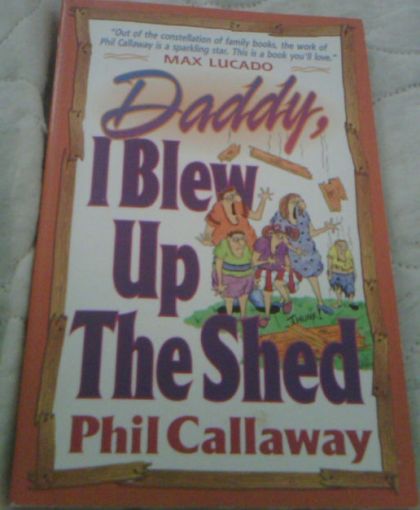 "Out of the constellation of family books, the work of
Phil Callaway is a sparkling star. This is a book you'll love."
MAX LUCADO
Daddy,
I Blew
Up
The Shed
THUNK!
Phil Callaway